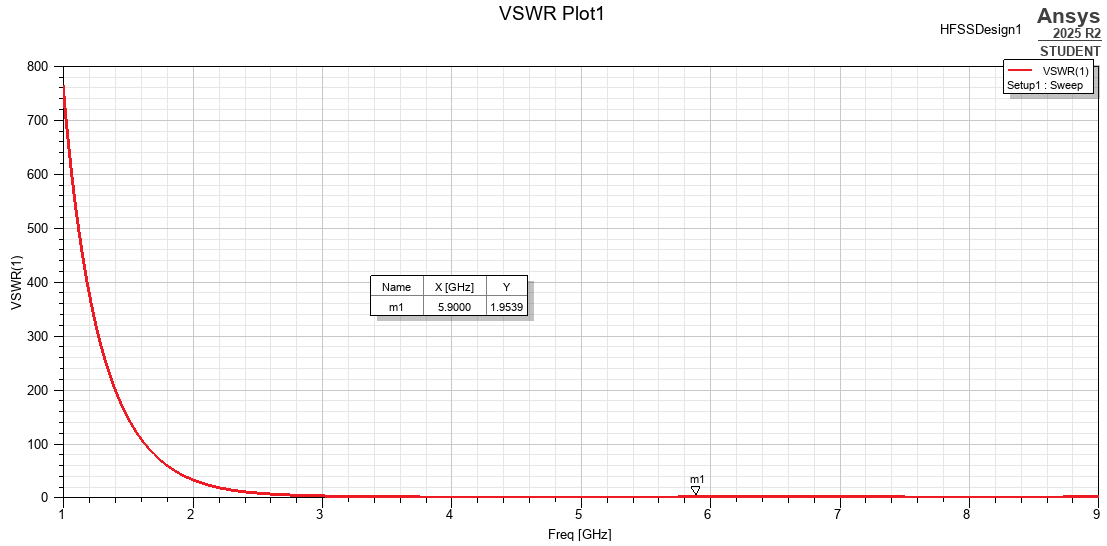 VSWR Plot1
HFSSDesign1
Ansys
2025 R2
STUDENT
VSWR(1)
Setup1 : Sweep
800
700
600
500
400
300
200
100
0
VSWR(1)
Name X [GHz] Y
m1 5.9000 1.9539
m1
1 2 3 4 5 6 7 8 9
Freq [GHz]